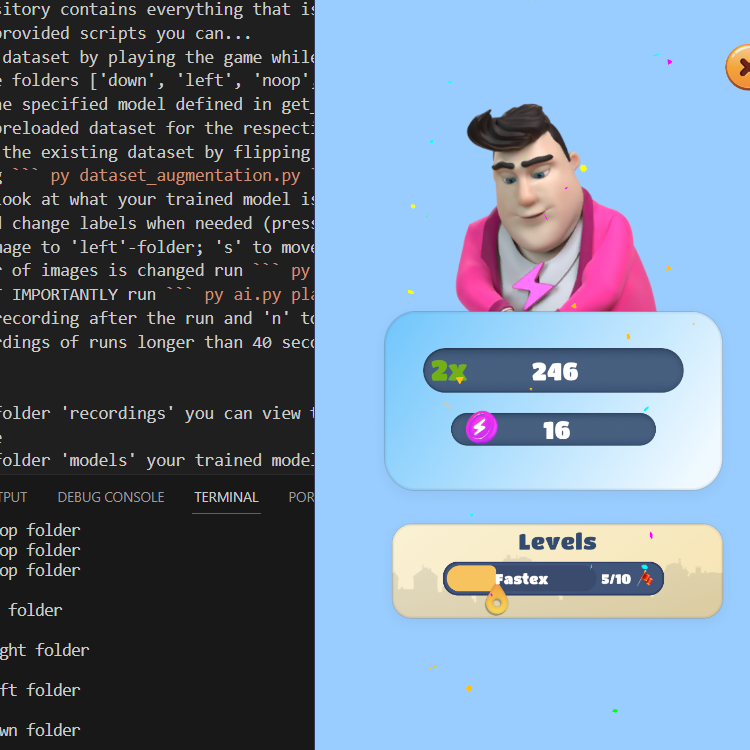 sitory contains everything that is
provided scripts you can...
dataset by playing the game while
e folders ['down', 'left', 'noop',
he specified model defined in get_
preloaded dataset for the respecti
the existing dataset by flipping
g ``` py dataset_augmentation.py
look at what your trained model is
d change labels when needed (press
mage to 'left'-folder; 's' to move
r of images is changed run ``` py
T IMPORTANTLY run ``` py ai.py pla
recording after the run and 'n' to
rdings of runs longer than 40 seco
folder 'recordings' you can view t
e
folder 'models' your trained model
TPUT DEBUG CONSOLE TERMINAL POR
op folder
op folder
op folder
folder
ght folder
ft folder
wn folder
2x 246
16
Levels
Fastex 5/10